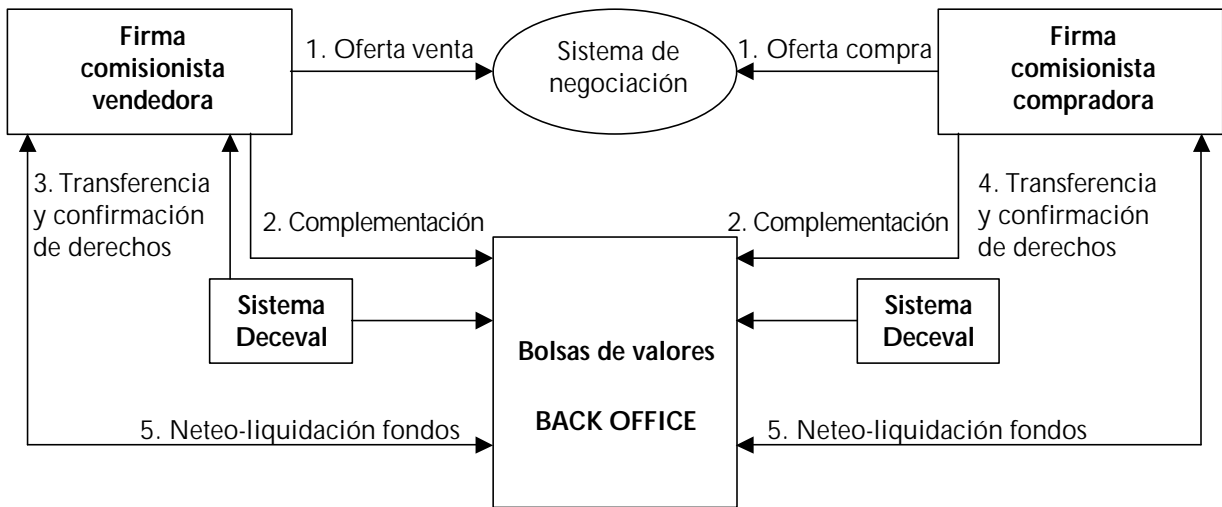 Firma
comisionista
vendedora
1. Oferta venta
Sistema de
negociación
1. Oferta compra
Firma
comisionista
compradora
3. Transferencia
y confirmación
de derechos
2. Complementación
2. Complementación
4. Transferencia
y confirmación
de derechos
Sistema
Deceval
Bolsas de valores
BACK OFFICE
Sistema
Deceval
5. Neteo-liquidación fondos
5. Neteo-liquidación fondos